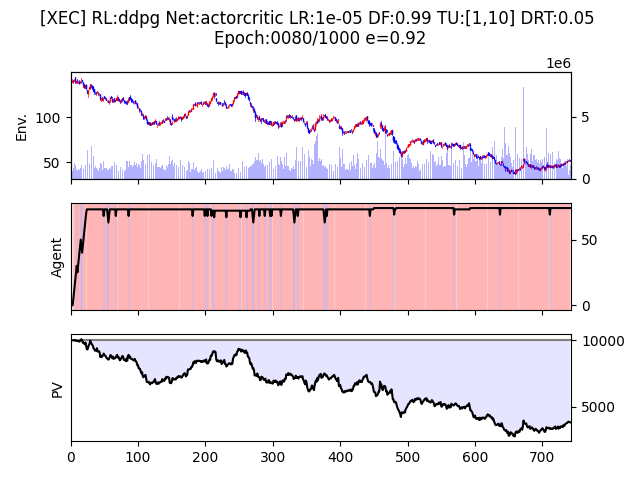 [XEC] RL:ddpg Net:actorcritic LR:1e-05 DF:0.99 TU:[1,10] DRT:0.05
Epoch:0080/1000 e=0.92
1e6
Env.
100
50
5
0
Agent
50
0
PV
10000
5000
0 100 200 300 400 500 600 700